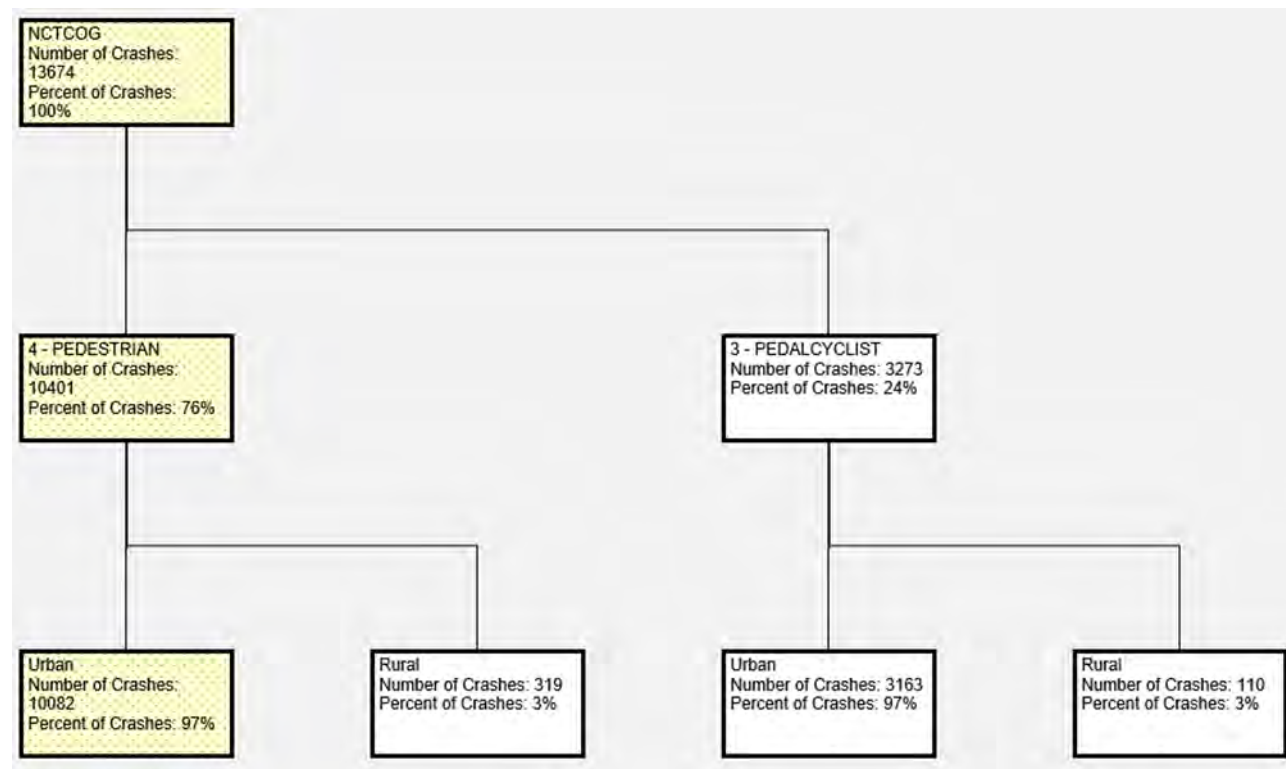 NCTCOG
Number of Crashes:
13674
Percent of Crashes:
100%
4 - PEDESTRIAN
Number of Crashes:
10401
Percent of Crashes: 76%
3 - PEDALCYCLIST
Number of Crashes: 3273
Percent of Crashes: 24%
Urban
Number of Crashes:
10082
Percent of Crashes: 97%
Rural
Number of Crashes: 319
Percent of Crashes: 3%
Urban
Number of Crashes: 3163
Percent of Crashes: 97%
Rural
Number of Crashes: 110
Percent of Crashes: 3%